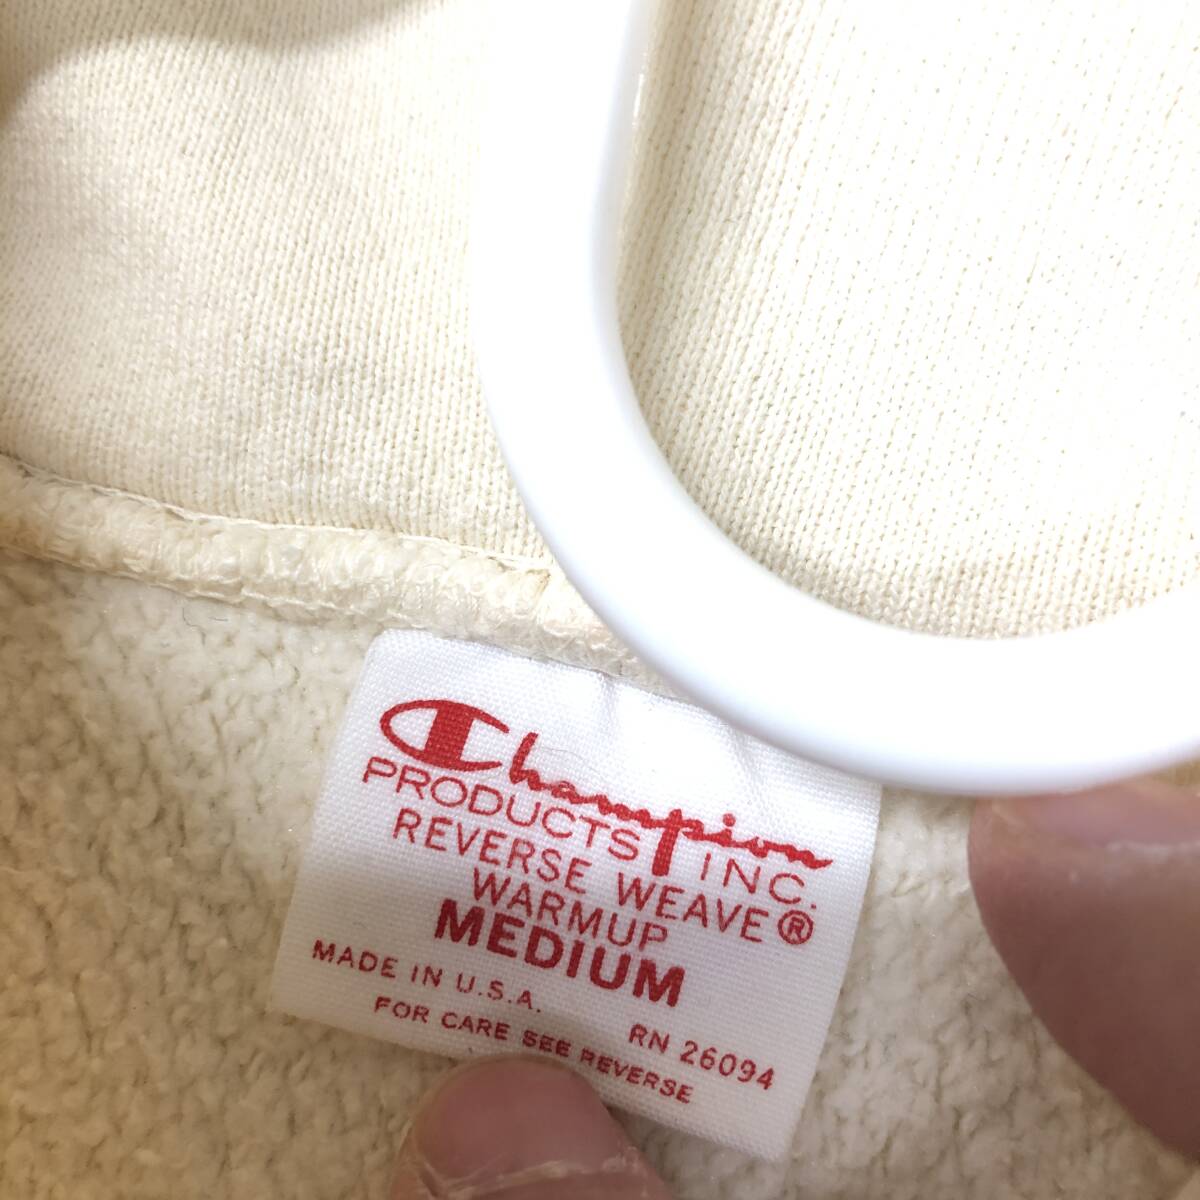 Champion
PRODUCTS INC.
REVERSE WEAVE®
WARMUP
MEDIUM
MADE IN U.S.A. RN 26094
FOR CARE SEE REVERSE